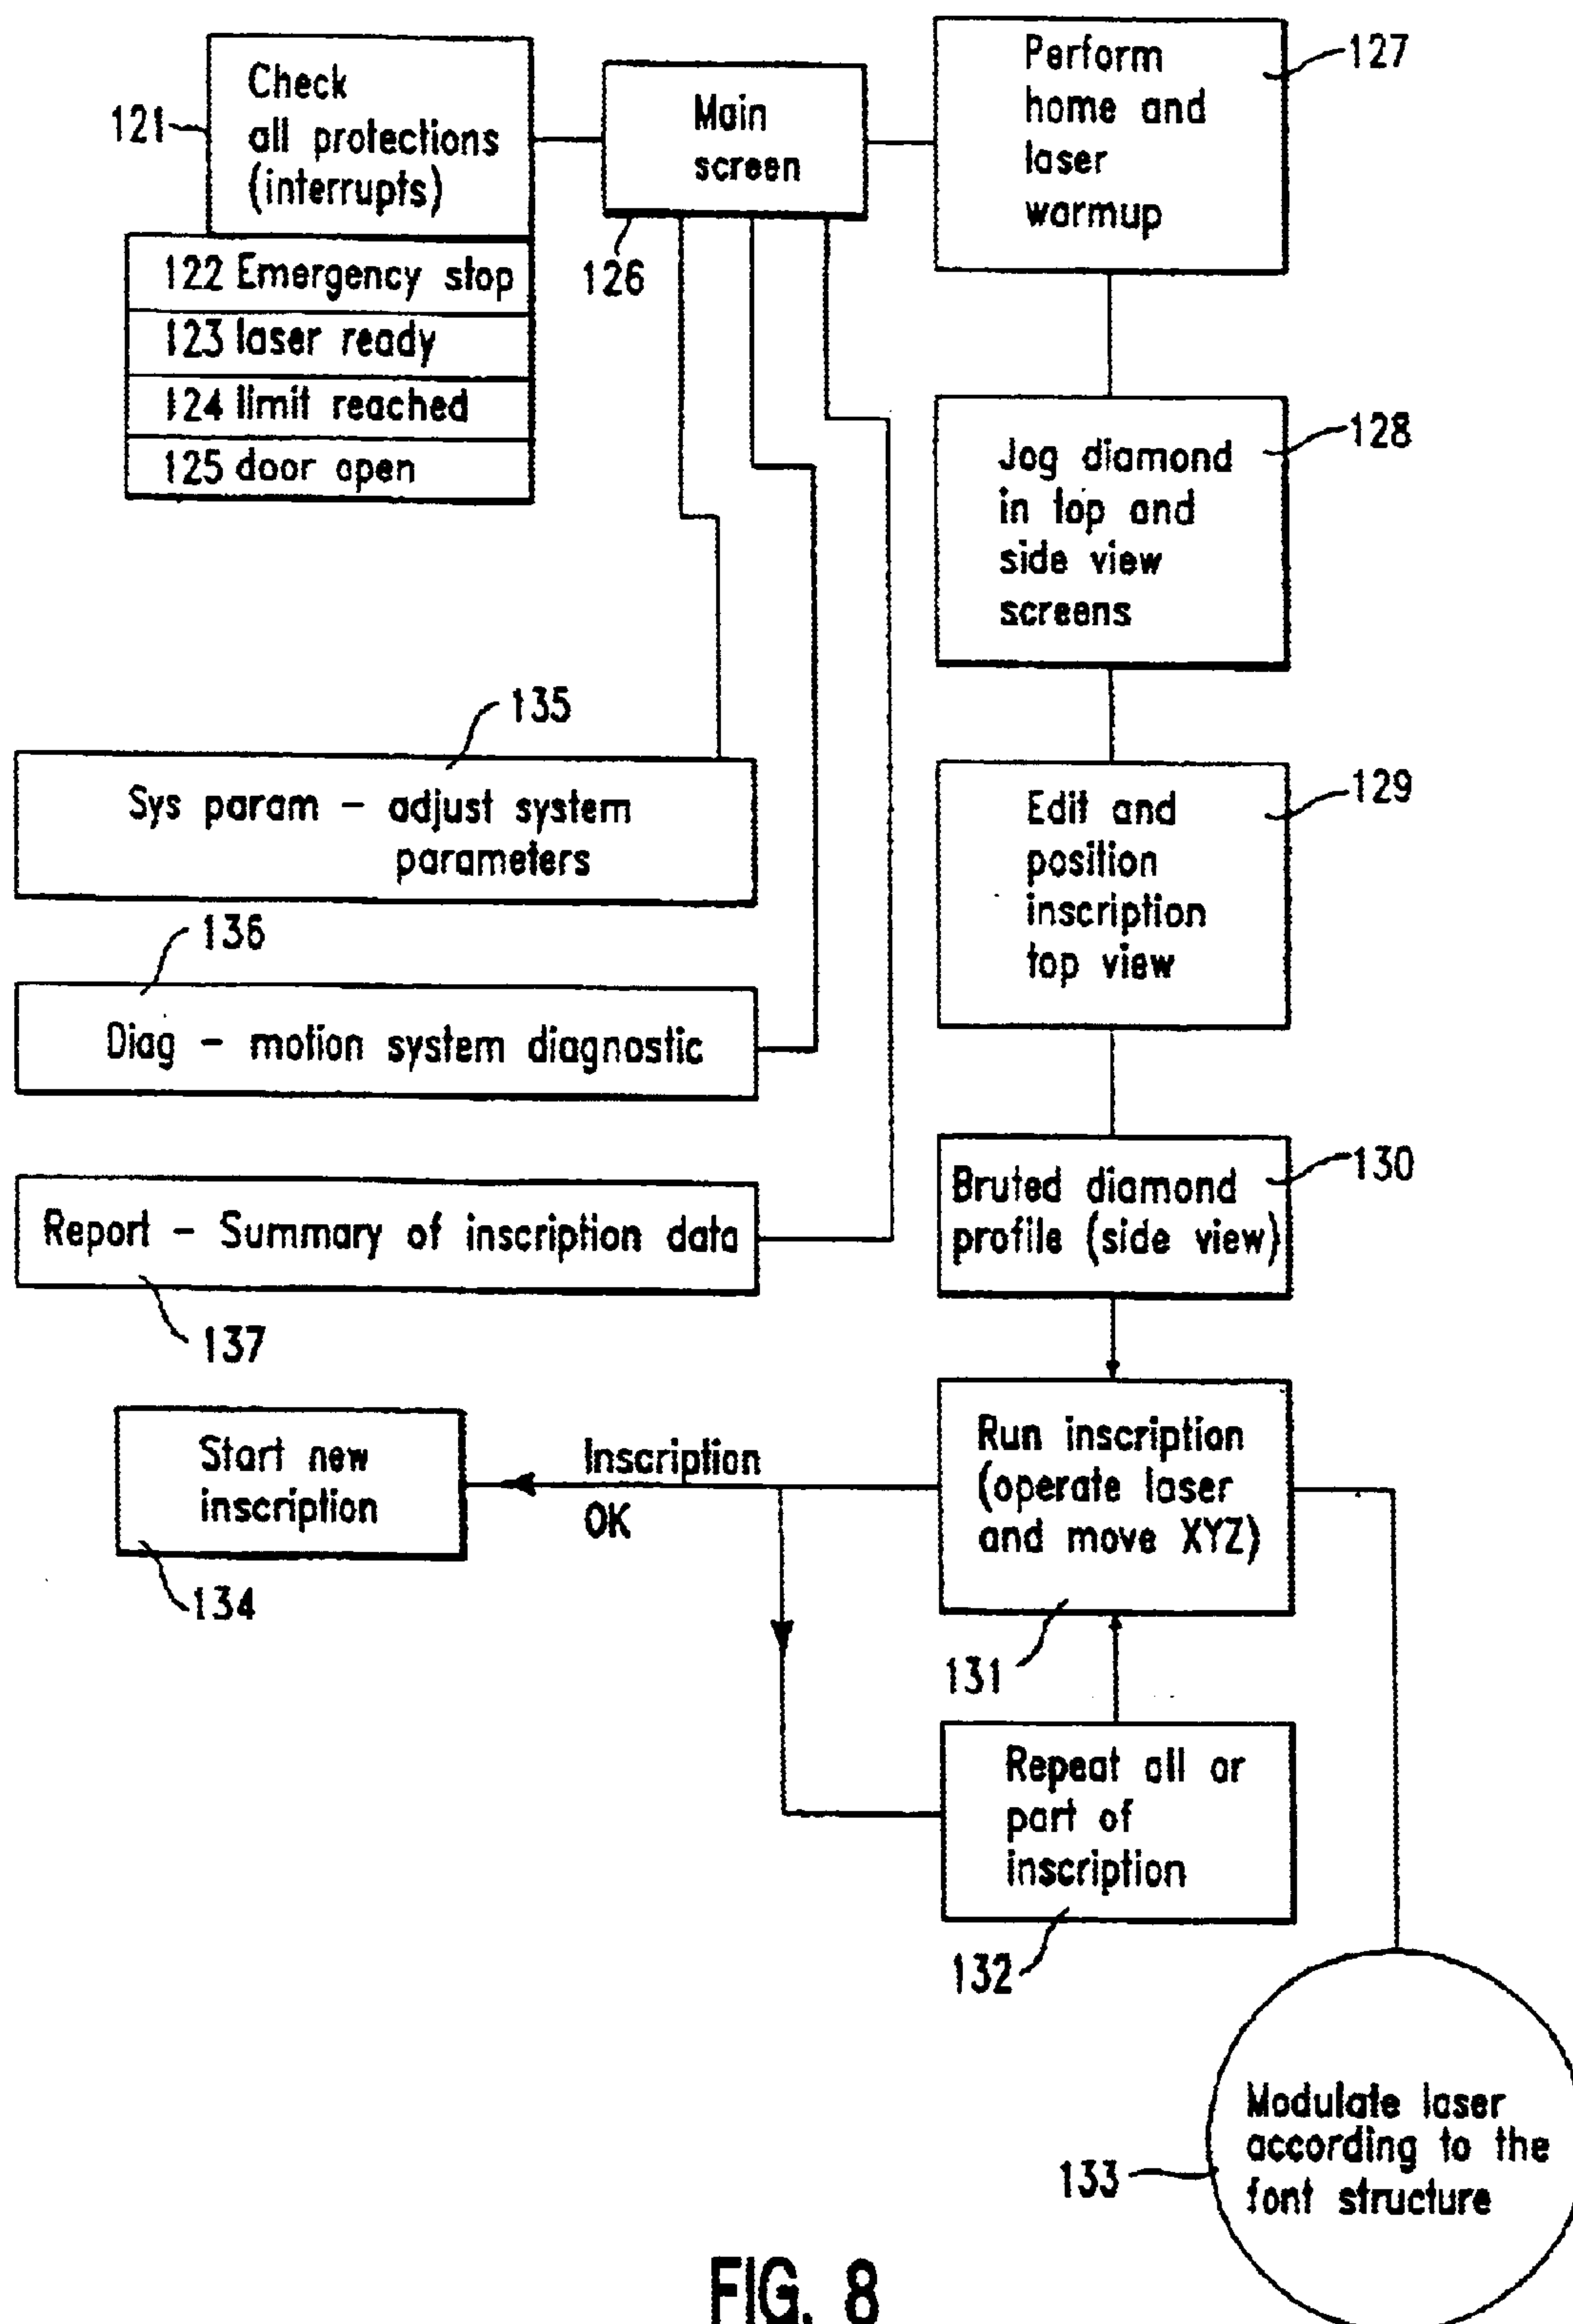 121
Check
all protections
(interrupts)
122 Emergency stop
123 laser ready
124 limit reached
125 door open
Main
screen
126
Perform
home and
laser
warmup
127
Jog diamond
in top and
side view
screens
128
135
Sys param - adjust system
parameters
Edit and
position
inscription
top view
129
136
Diag - motion system diagnostic
Bruted diamond
profile (side view)
130
Report - Summary of inscription data
137
Start new
inscription
134
Inscription
OK
Run inscription
(operate laser
and move XYZ)
131
Repeat all or
part of
inscription
132
Modulate laser
according to the
font structure
133
FIG. 8